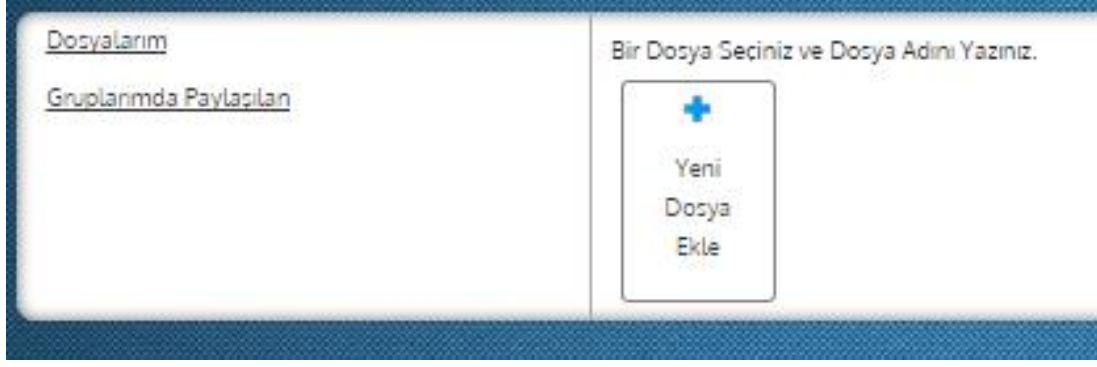 Dosyalarım
Gruplarımda Paylaşılan
Bir Dosya Seçiniz ve Dosya Adını Yazınız.
Yeni
Dosya
Ekle